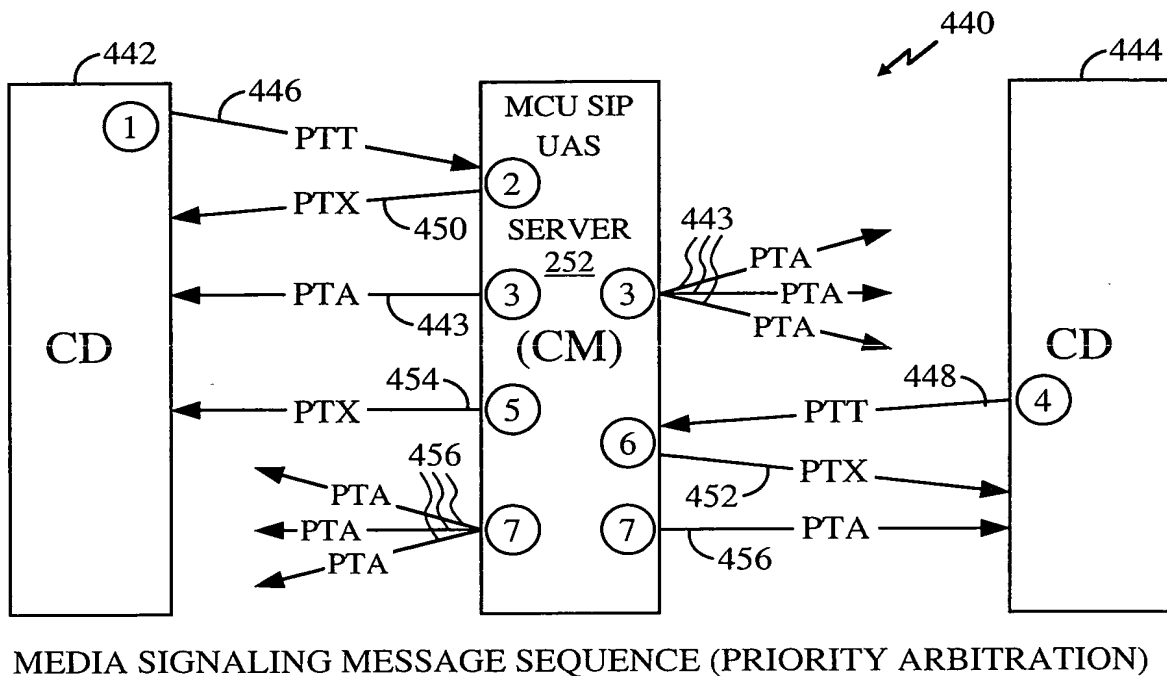 440
442
444
446
MCU SIP
UAS
1
PTT
2
PTX
450
SERVER
252
443
PTA
PTA
PTA
3
3
PTA
443
CD
(CM)
CD
454
448
PTX
5
PTT
4
6
PTX
452
456
PTA
PTA
PTA
7
7
PTA
456
MEDIA SIGNALING MESSAGE SEQUENCE (PRIORITY ARBITRATION)